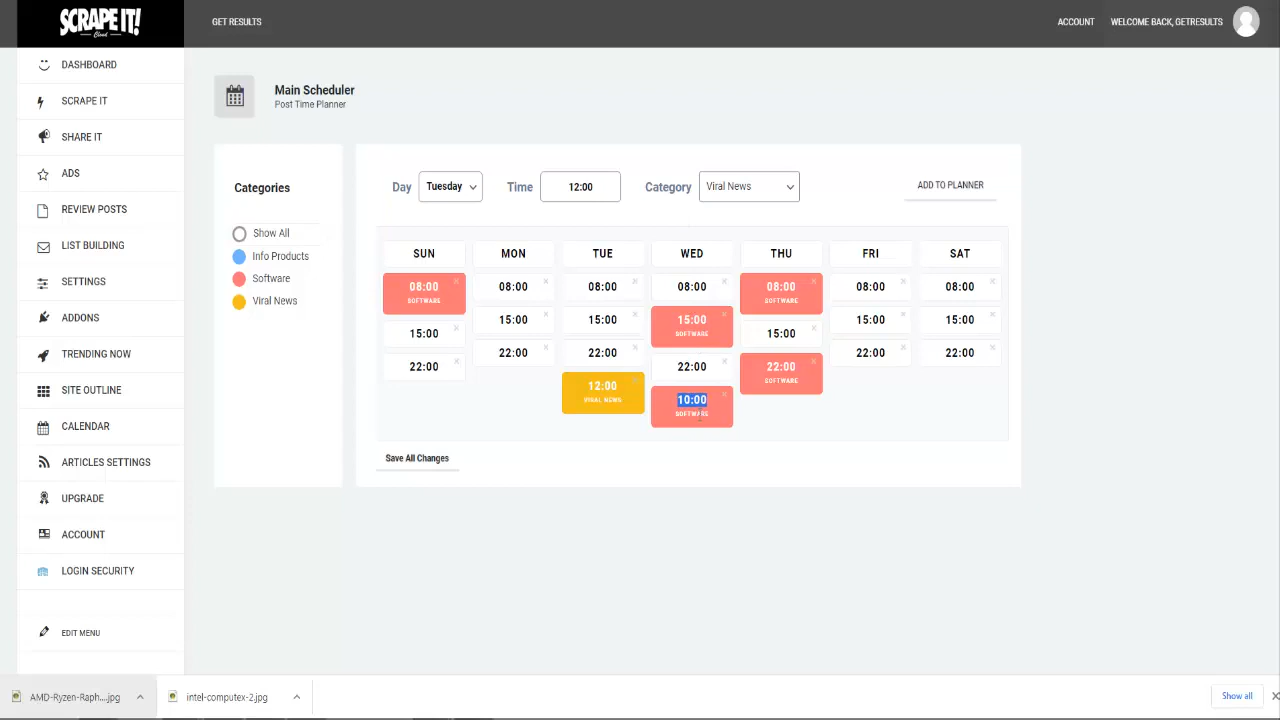 SCRAPE IT!
Cloud
GET RESULTS
ACCOUNT
WELCOME BACK, GETRESULTS
DASHBOARD
SCRAPE IT
SHARE IT
ADS
REVIEW POSTS
LIST BUILDING
SETTINGS
ADDONS
TRENDING NOW
SITE OUTLINE
CALENDAR
ARTICLES SETTINGS
UPGRADE
ACCOUNT
LOGIN SECURITY
EDIT MENU
Main Scheduler
Post Time Planner
Categories
Show All
Info Products
Software
Viral News
Day Tuesday Time 12:00 Category Viral News ADD TO PLANNER
SUN MON TUE WED THU FRI SAT
08:00 08:00 08:00 08:00 08:00 08:00 08:00
SOFTWARE SOFTWARE
15:00 15:00 15:00 15:00 15:00 15:00 15:00
SOFTWARE
22:00 22:00 22:00 22:00 22:00 22:00 22:00
SOFTWARE
12:00 10:00
VIRAL NEWS SOFTWARE
Save All Changes
AMD-Ryzen-Raph....jpg
intel-computex-2.jpg
Show all